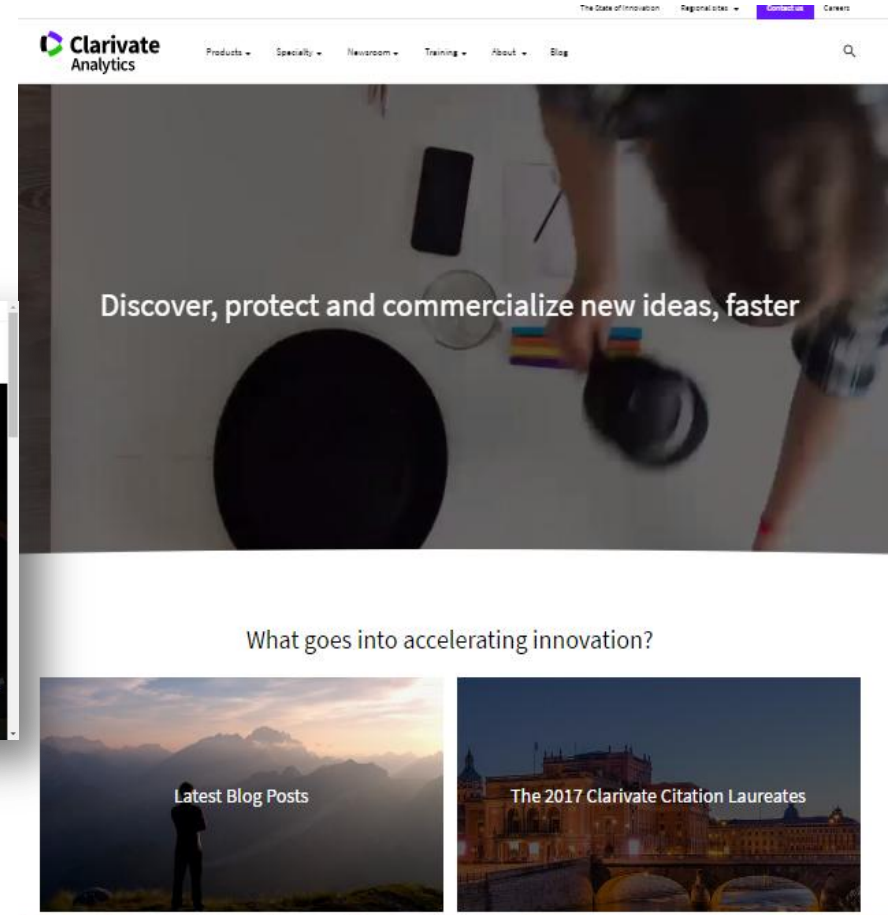 The State of Innovation Regional sites Contact us Careers
Clarivate
Analytics
Products Specialty Newsroom Training About Blog
Discover, protect and commercialize new ideas, faster
What goes into accelerating innovation?
Latest Blog Posts The 2017 Clarivate Citation Laureates